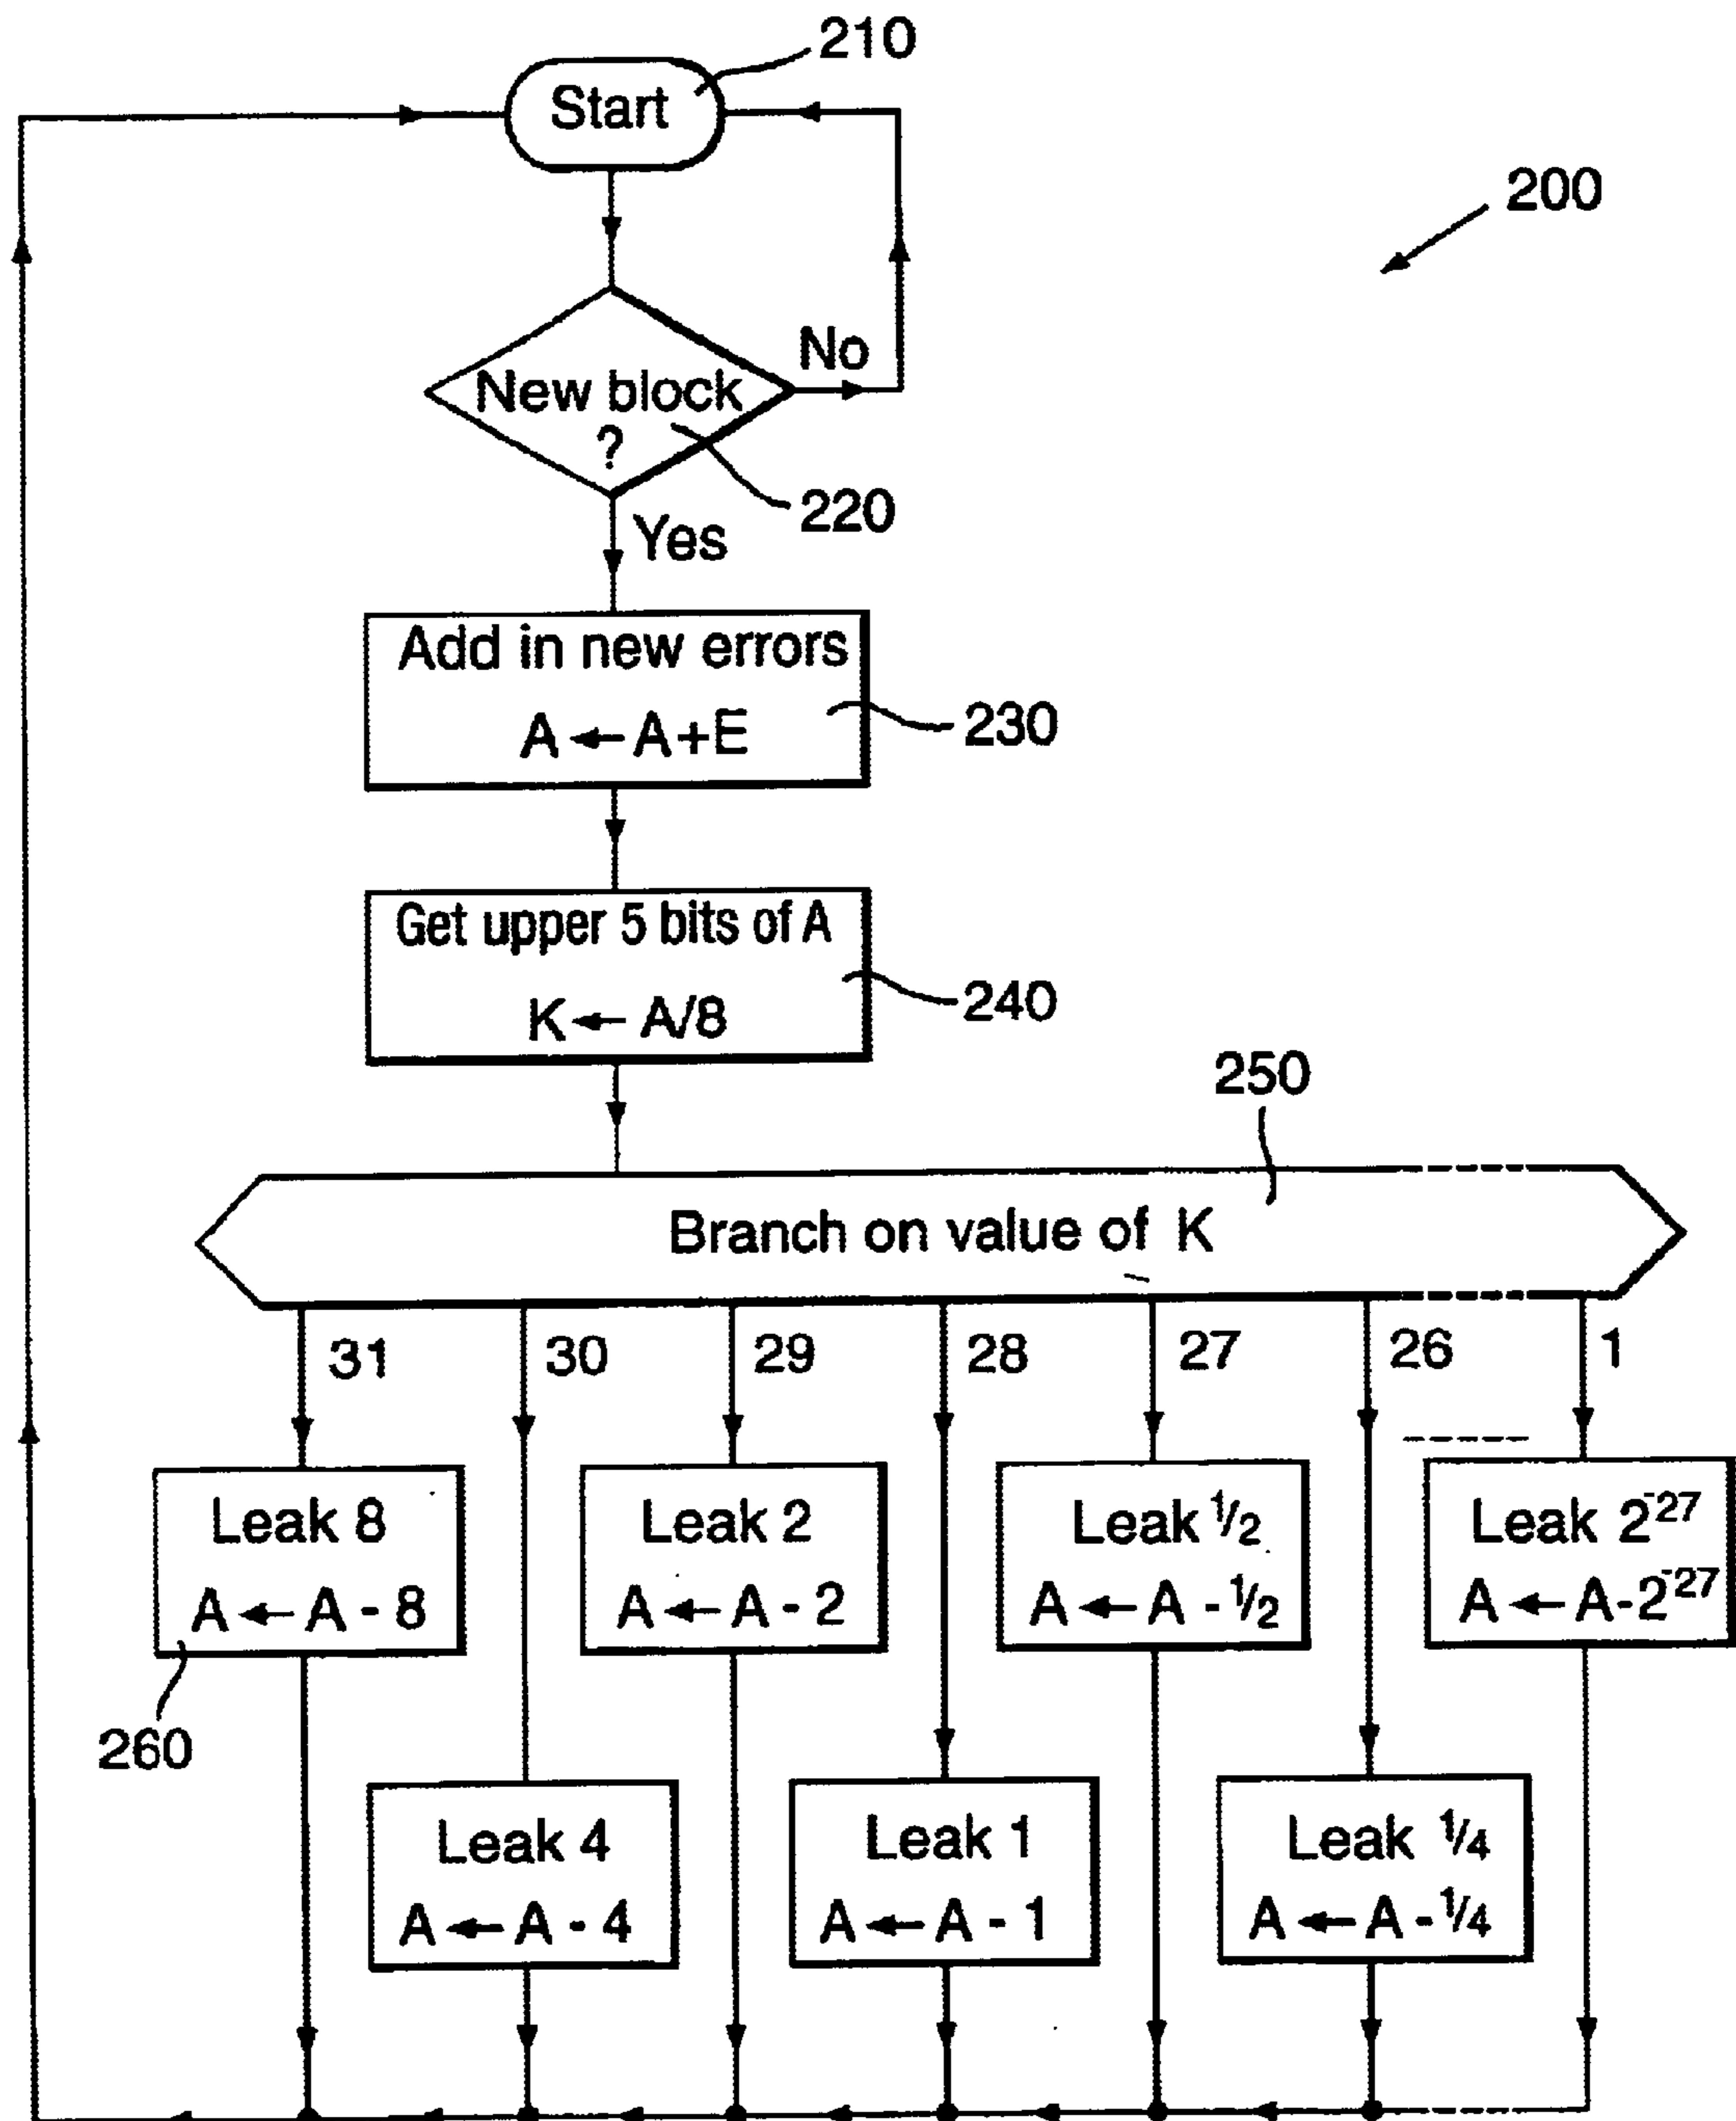 210
Start
200
No
New block
?
220
Yes
Add in new errors
A ← A+E
230
Get upper 5 bits of A
K ← A/8
240
250
Branch on value of K
31
30
29
28
27
26
1
Leak 8
A ← A - 8
Leak 2
A ← A - 2
Leak ½
A ← A - ½
Leak 2⁻²⁷
A ← A-2⁻²⁷
260
Leak 4
A ← A - 4
Leak 1
A ← A - 1
Leak ¼
A ← A - ¼